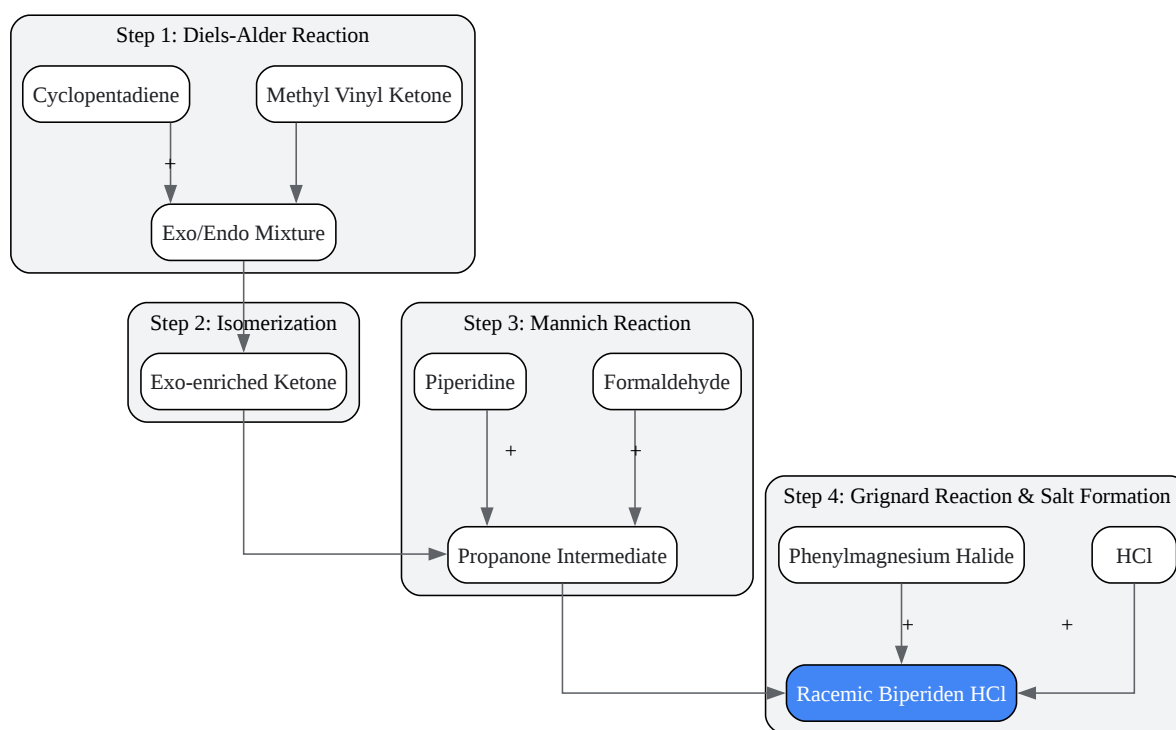 Step 1: Diels-Alder Reaction
Cyclopentadiene
Methyl Vinyl Ketone
+
Exo/Endo Mixture
Step 2: Isomerization
Exo-enriched Ketone
Step 3: Mannich Reaction
Piperidine
Formaldehyde
+
+
Propanone Intermediate
Step 4: Grignard Reaction & Salt Formation
Phenylmagnesium Halide
HCl
+
+
Racemic Biperiden HCl